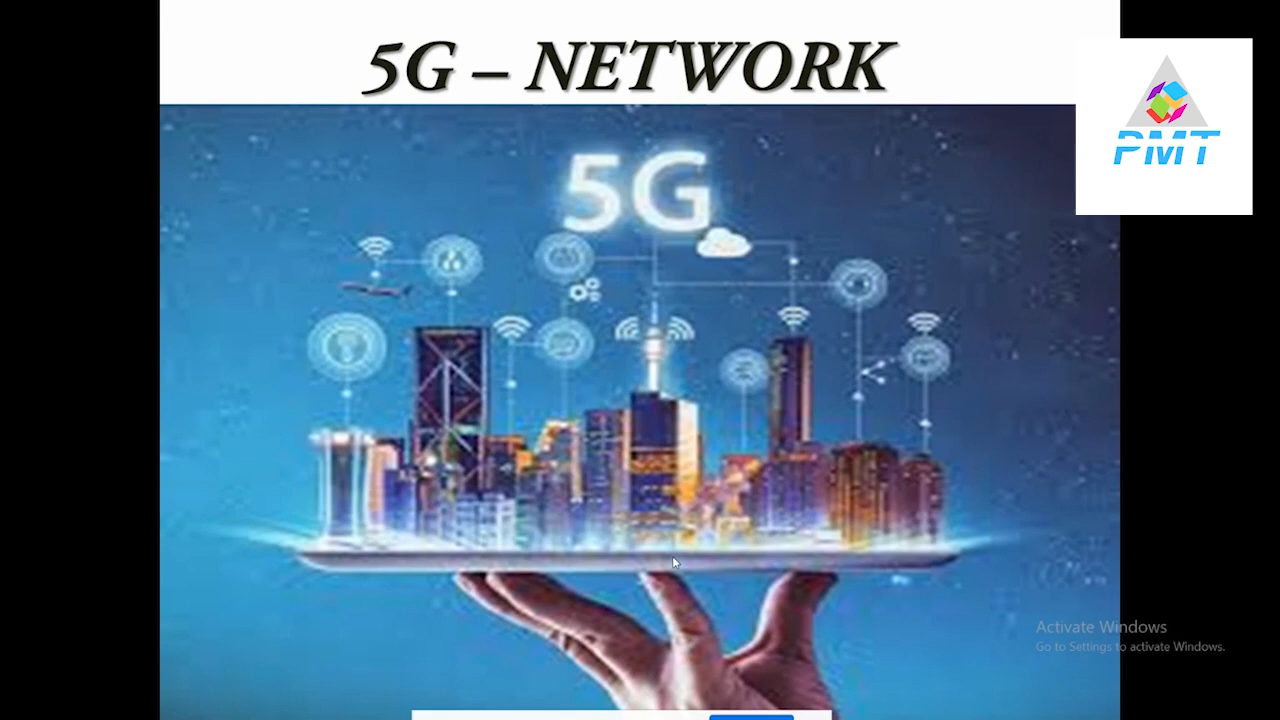 5G – NETWORK
PMT
5G
Activate Windows
Go to Settings to activate Windows.